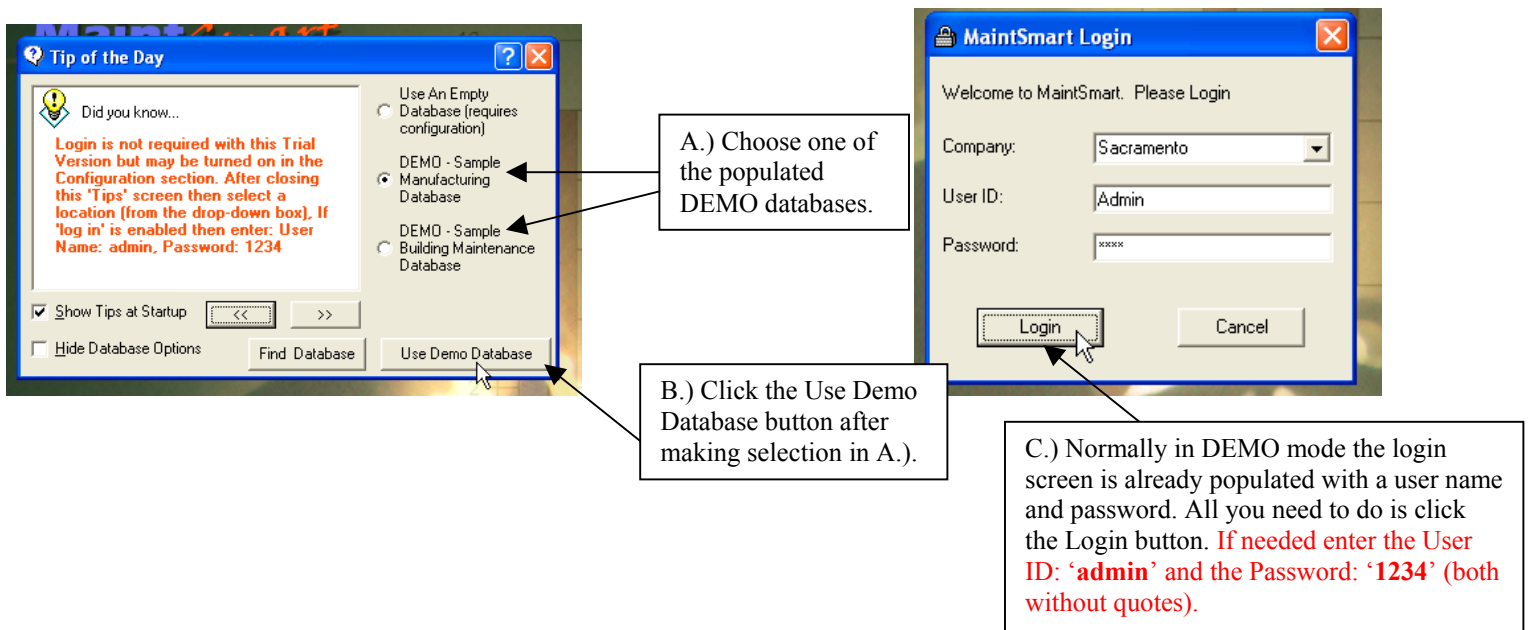 MaintSmart
Tip of the Day
Did you know...
Login is not required with this Trial
Version but may be turned on in the
Configuration section. After closing
this 'Tips' screen then select a
location (from the drop-down box), If
'log in' is enabled then enter: User
Name: admin, Password: 1234
Use An Empty
Database (requires
configuration)
DEMO - Sample
Manufacturing
Database
DEMO - Sample
Building Maintenance
Database
Show Tips at Startup
<<
>>
Hide Database Options
Find Database
Use Demo Database
A.) Choose one of
the populated
DEMO databases.
B.) Click the Use Demo
Database button after
making selection in A.).
MaintSmart Login
Welcome to MaintSmart. Please Login
Company:
Sacramento
User ID:
Admin
Password:
xxxx
Login
Cancel
C.) Normally in DEMO mode the login
screen is already populated with a user name
and password. All you need to do is click
the Login button. If needed enter the User
ID: ‘admin’ and the Password: ‘1234’ (both
without quotes).